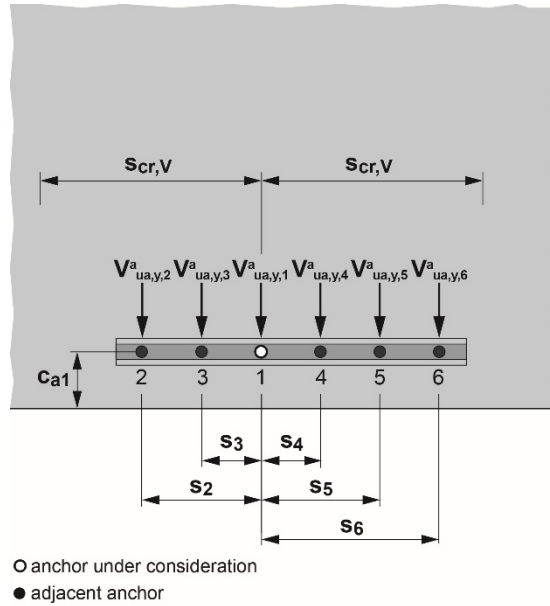 scr,V scr,V
Vaua,y,2 Vaua,y,3 Vaua,y,1 Vaua,y,4 Vaua,y,5 Vaua,y,6
ca1
2 3 1 4 5 6
s3 s4
s2 s5
s6
anchor under consideration
adjacent anchor